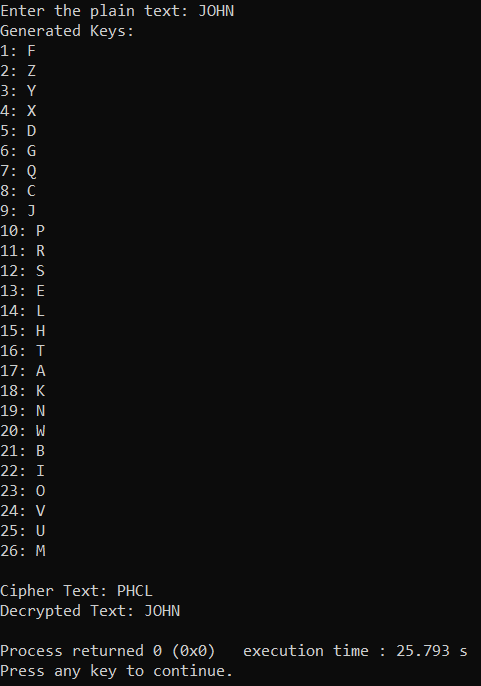 Enter the plain text: JOHN
Generated Keys:
1: F
2: Z
3: Y
4: X
5: D
6: G
7: Q
8: C
9: J
10: P
11: R
12: S
13: E
14: L
15: H
16: T
17: A
18: K
19: N
20: W
21: B
22: I
23: O
24: V
25: U
26: M
Cipher Text: PHCL
Decrypted Text: JOHN
Process returned 0 (0x0)   execution time : 25.793 s
Press any key to continue.